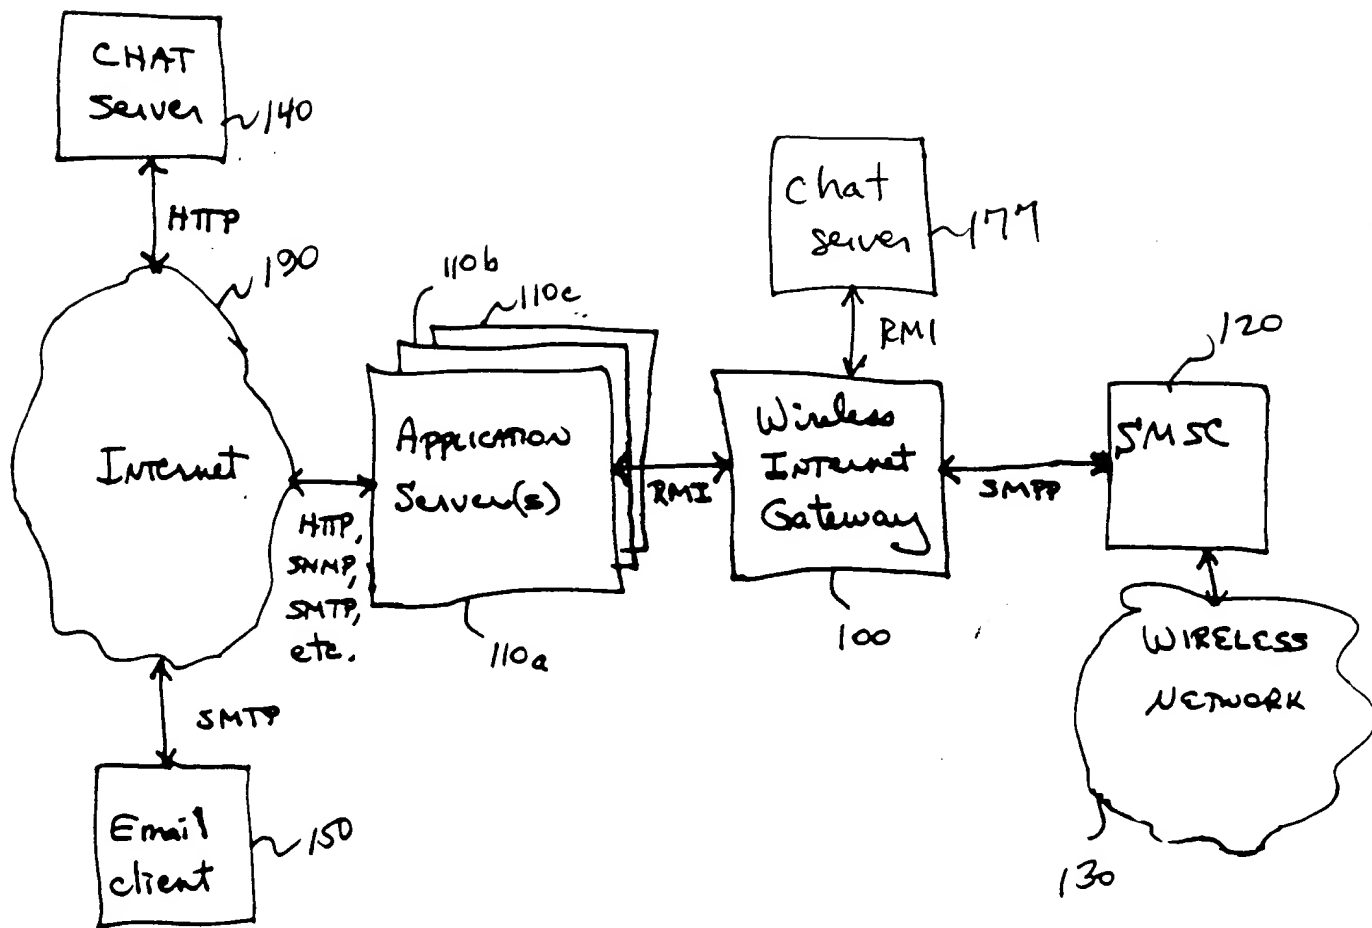 CHAT
Server
140
HTTP
190
110b
110c
Chat
server
177
RMI
120
Internet
Application
Server(s)
Wireless
Internet
Gateway
SMSC
RMI
SMPP
HTTP,
SNMP,
SMTP,
etc.
110a
100
WIRELESS
NETWORK
SMTP
Email
client
150
130